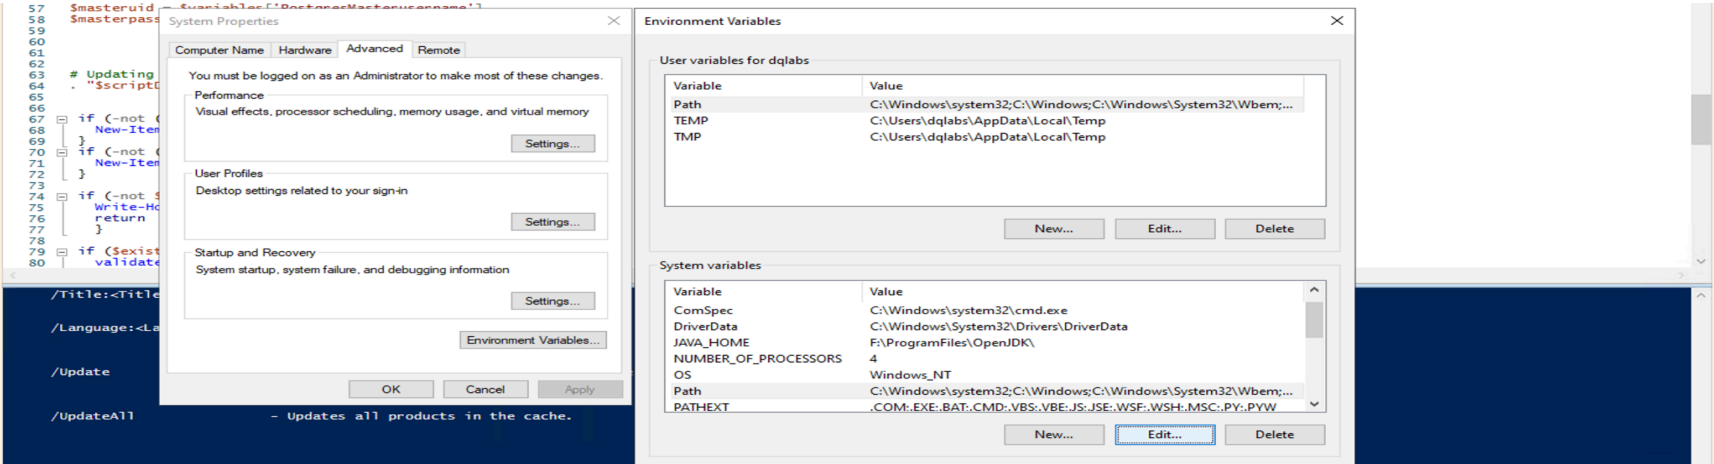 57 $masteruid = $variables['PostgresMasterusername']
58 $masterpass
59
60
61
62
63 # Updating
64 . "$scriptD
65
66
67 if (-not (
68 New-Item
69 }
70 if (-not (
71 New-Item
72 }
73
74 if (-not $
75 Write-Ho
76 return
77 }
78
79 if ($exist
80 validate
/Title:<Title
/Language:<La
/Update
/UpdateAll - Updates all products in the cache.
System Properties
Computer Name Hardware Advanced Remote
You must be logged on as an Administrator to make most of these changes.
Performance
Visual effects, processor scheduling, memory usage, and virtual memory
Settings...
User Profiles
Desktop settings related to your sign-in
Settings...
Startup and Recovery
System startup, system failure, and debugging information
Settings...
Environment Variables...
OK Cancel Apply
Environment Variables
User variables for dqlabs
Variable Value
Path C:\Windows\system32;C:\Windows;C:\Windows\System32\Wbem;...
TEMP C:\Users\dqlabs\AppData\Local\Temp
TMP C:\Users\dqlabs\AppData\Local\Temp
New... Edit... Delete
System variables
Variable Value
ComSpec C:\Windows\system32\cmd.exe
DriverData C:\Windows\System32\Drivers\DriverData
JAVA_HOME F:\ProgramFiles\OpenJDK\
NUMBER_OF_PROCESSORS 4
OS Windows_NT
Path C:\Windows\system32;C:\Windows;C:\Windows\System32\Wbem;...
PATHEXT .COM;.EXE;.BAT;.CMD;.VBS;.VBE;.JS;.JSE;.WSF;.WSH;.MSC;.PY;.PYW
New... Edit... Delete